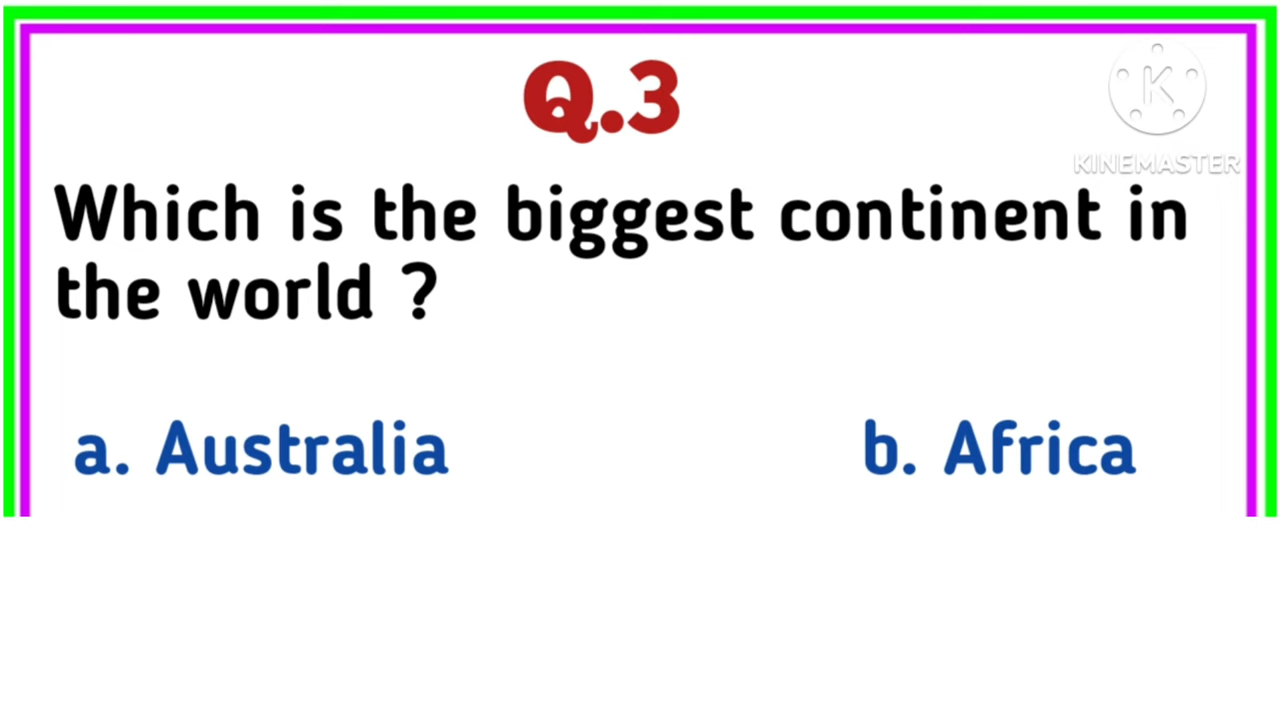 Q.3
KINEMASTER
Which is the biggest continent in
the world ?
a. Australia
b. Africa